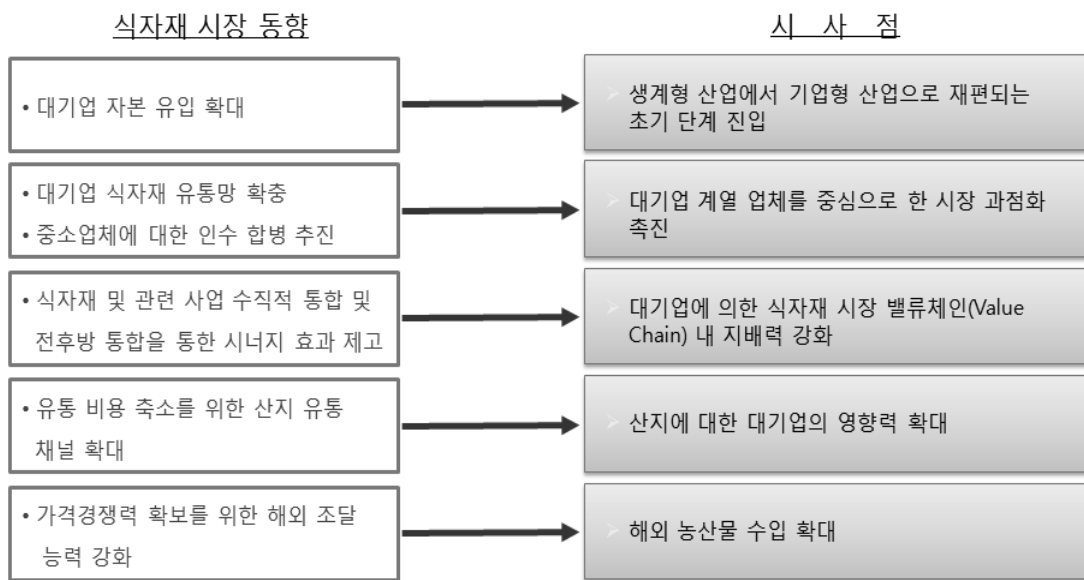 식자재 시장 동향
시 사 점
• 대기업 자본 유입 확대
생계형 산업에서 기업형 산업으로 재편되는
초기 단계 진입
• 대기업 식자재 유통망 확충
• 중소업체에 대한 인수 합병 추진
대기업 계열 업체를 중심으로 한 시장 과점화
촉진
• 식자재 및 관련 사업 수직적 통합 및
전후방 통합을 통한 시너지 효과 제고
대기업에 의한 식자재 시장 밸류체인(Value
Chain) 내 지배력 강화
• 유통 비용 축소를 위한 산지 유통
채널 확대
산지에 대한 대기업의 영향력 확대
• 가격경쟁력 확보를 위한 해외 조달
능력 강화
해외 농산물 수입 확대